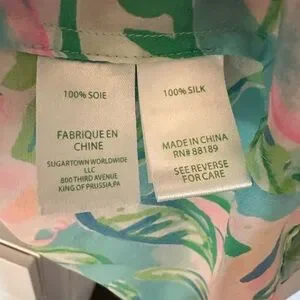 100% SOIE
FABRIQUE EN
CHINE
SUGARTOWN WORLDWIDE
LLC
800 THIRD AVENUE
KING OF PRUSSIA,PA
100% SILK
MADE IN CHINA
RN# 88189
SEE REVERSE
FOR CARE